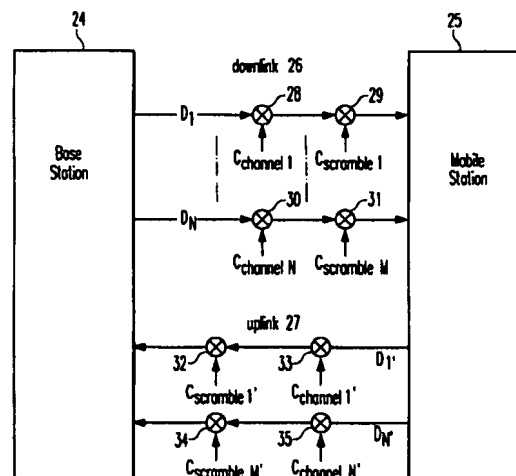 24
25
downlink 26
D1
28
29
Base
Station
Cchannel 1
Cscramble 1
Mobile
Station
30
31
DN
Cchannel N
Cscramble M
uplink 27
32
33
D1'
Cscramble 1'
Cchannel 1'
34
35
DN'
Cscramble M'
Cchannel N'